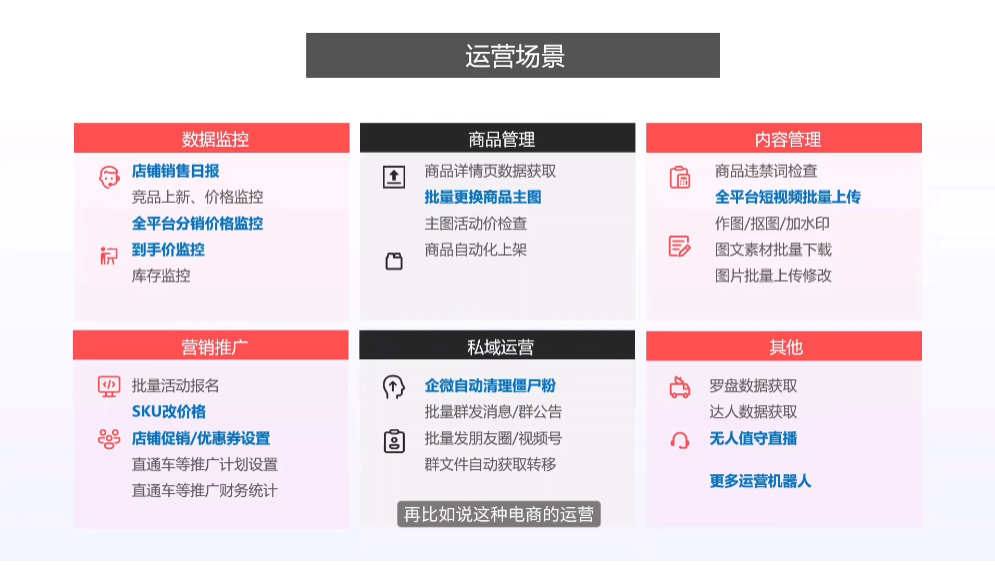 运营场景
数据监控
店铺销售日报
竞品上新、价格监控
全平台分销价格监控
到手价监控
库存监控
商品管理
商品详情页数据获取
批量更换商品主图
主图活动价检查
商品自动化上架
内容管理
商品违禁词检查
全平台短视频批量上传
作图/抠图/加水印
图文素材批量下载
图片批量上传修改
营销推广
批量活动报名
SKU改价格
店铺促销/优惠券设置
直通车等推广计划设置
直通车等推广财务统计
私域运营
企微自动清理僵尸粉
批量群发消息/群公告
批量发朋友圈/视频号
群文件自动获取转移
其他
罗盘数据获取
达人数据获取
无人值守直播
更多运营机器人
再比如说这种电商的运营